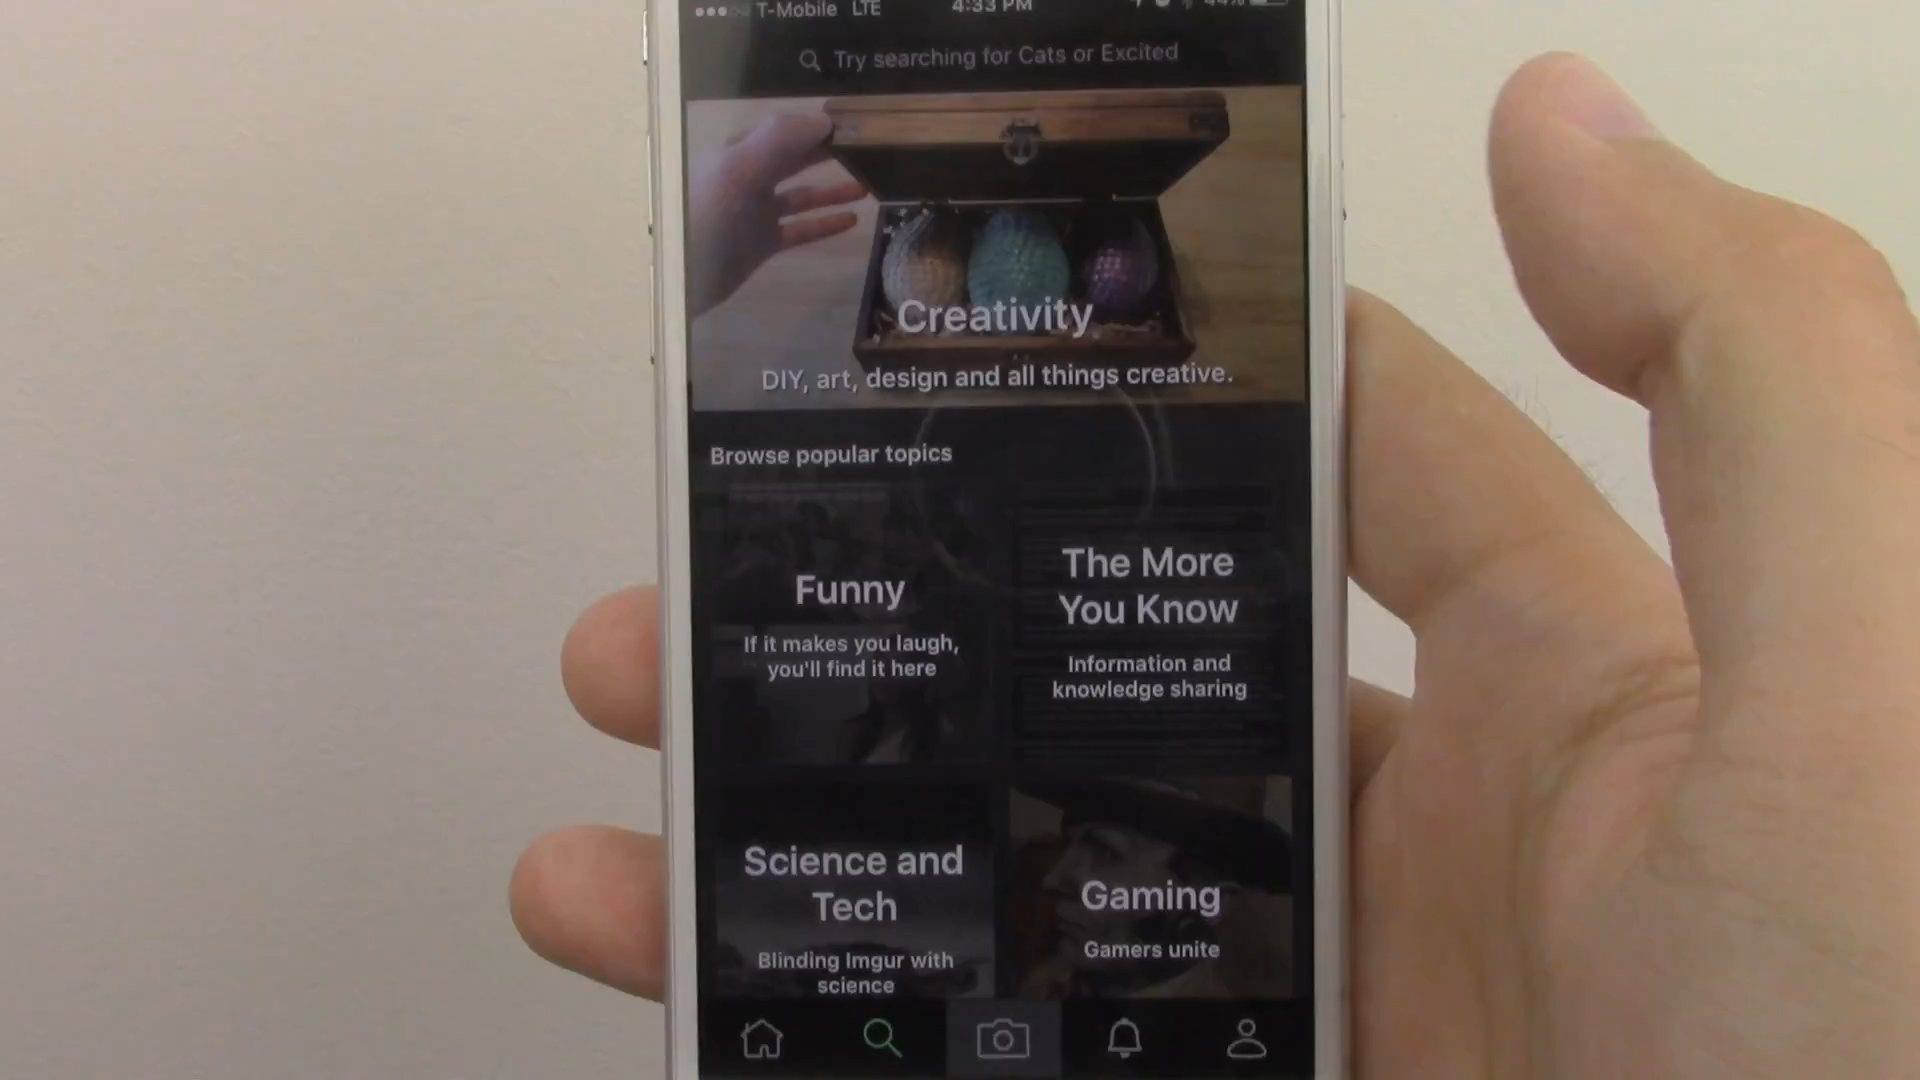 T-Mobile LTE 4:33 PM 44%
Try searching for Cats or Excited
Creativity
DIY, art, design and all things creative.
Browse popular topics
Funny
If it makes you laugh,
you'll find it here
The More
You Know
Information and
knowledge sharing
Science and
Tech
Blinding Imgur with
science
Gaming
Gamers unite